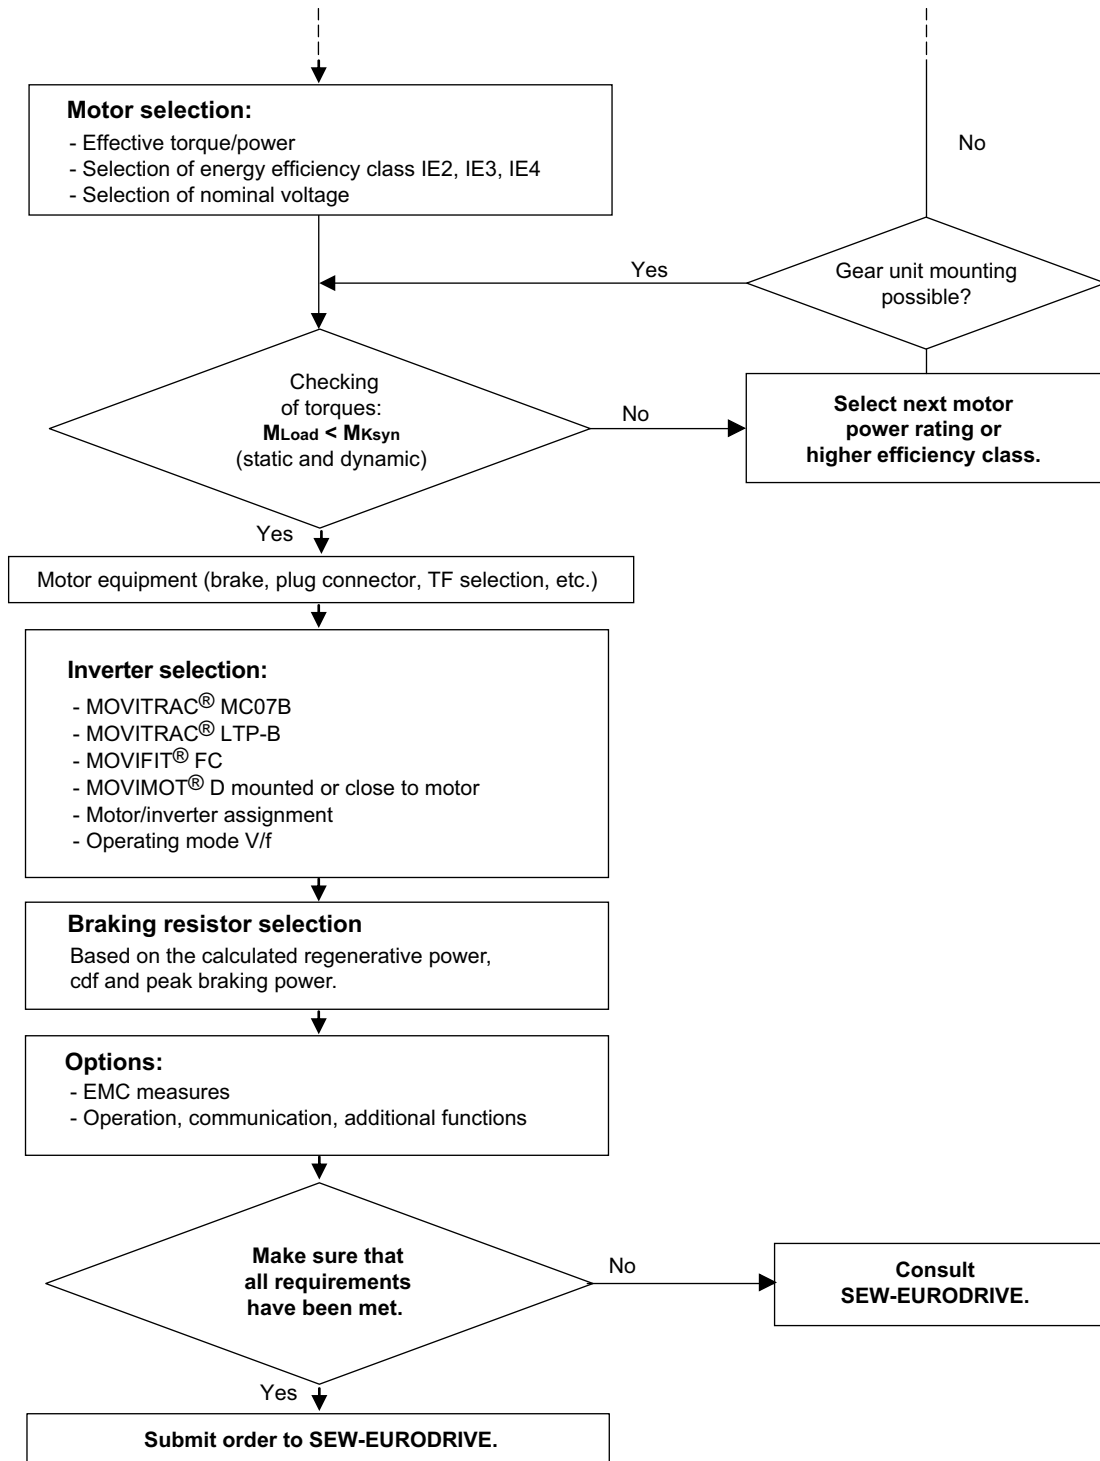 Motor selection:
- Effective torque/power
- Selection of energy efficiency class IE2, IE3, IE4
- Selection of nominal voltage
No
Yes
Gear unit mounting
possible?
Checking
of torques:
MLoad < MKsyn
(static and dynamic)
No
Select next motor
power rating or
higher efficiency class.
Yes
Motor equipment (brake, plug connector, TF selection, etc.)
Inverter selection:
- MOVITRAC® MC07B
- MOVITRAC® LTP-B
- MOVIFIT® FC
- MOVIMOT® D mounted or close to motor
- Motor/inverter assignment
- Operating mode V/f
Braking resistor selection
Based on the calculated regenerative power,
cdf and peak braking power.
Options:
- EMC measures
- Operation, communication, additional functions
Make sure that
all requirements
have been met.
No
Consult
SEW-EURODRIVE.
Yes
Submit order to SEW-EURODRIVE.